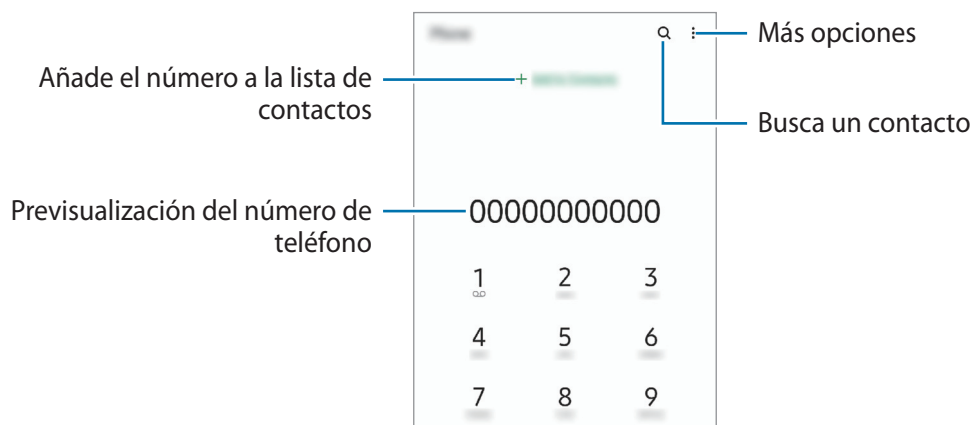 Más opciones
Añade el número a la lista de
contactos
Busca un contacto
Previsualización del número de
teléfono
00000000000
1 2 3
4 5 6
7 8 9